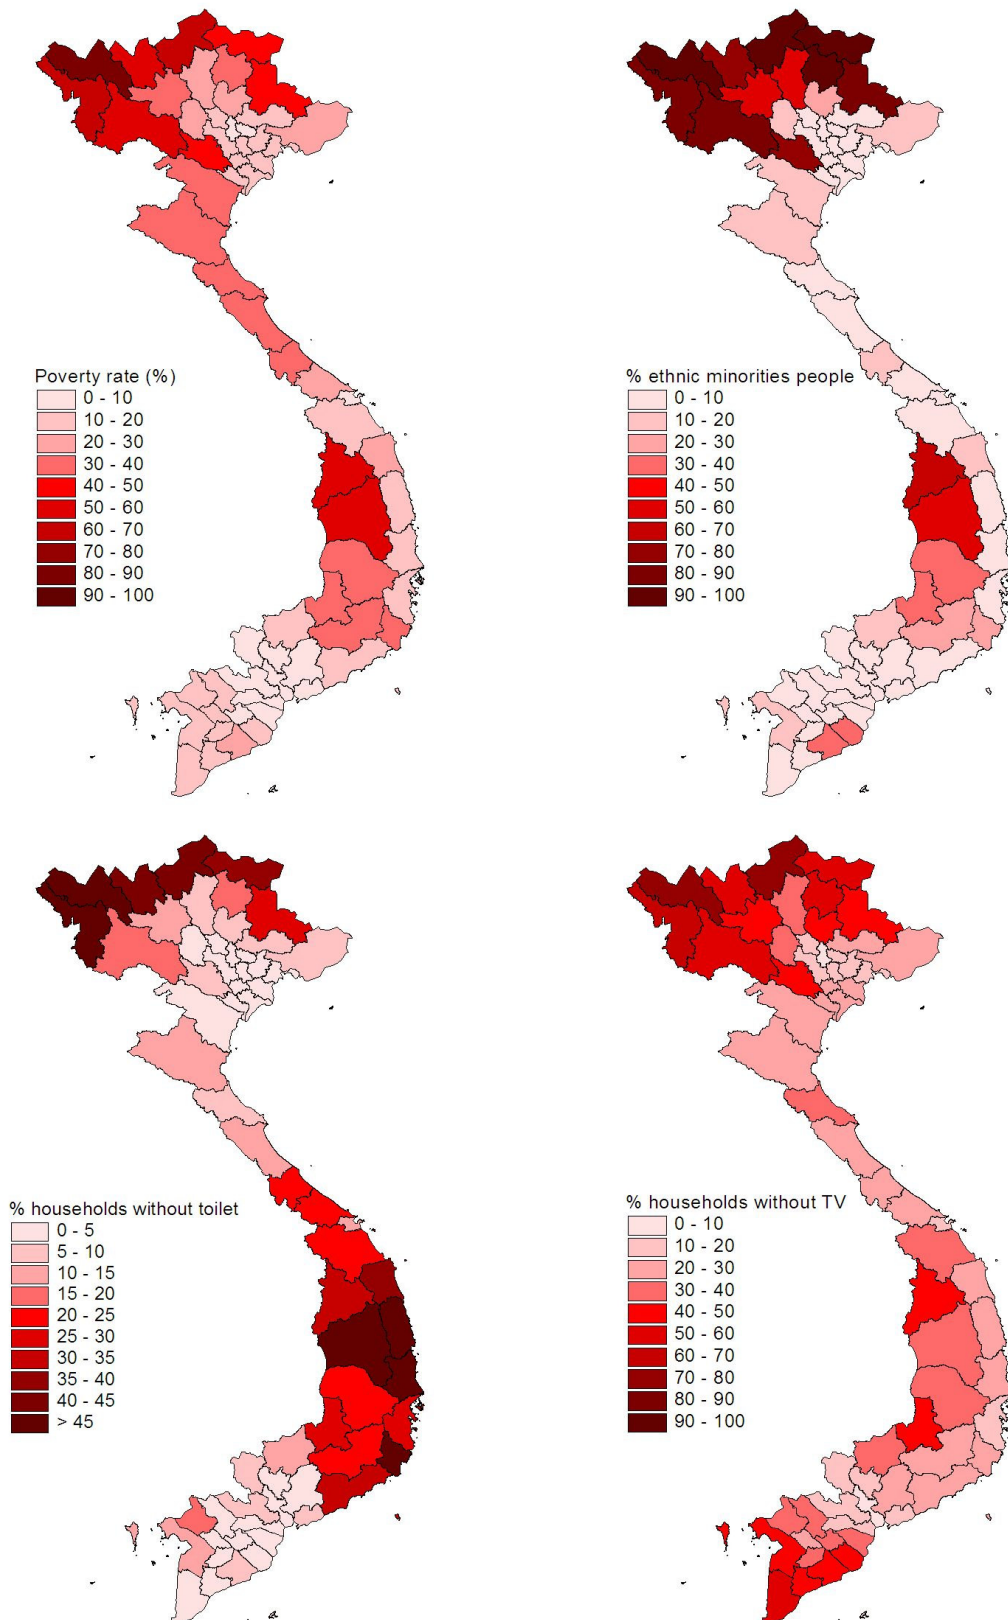 Poverty rate (%)
0 - 10
10 - 20
20 - 30
30 - 40
40 - 50
50 - 60
60 - 70
70 - 80
80 - 90
90 - 100
% ethnic minorities people
0 - 10
10 - 20
20 - 30
30 - 40
40 - 50
50 - 60
60 - 70
70 - 80
80 - 90
90 - 100
% households without toilet
0 - 5
5 - 10
10 - 15
15 - 20
20 - 25
25 - 30
30 - 35
35 - 40
40 - 45
> 45
% households without TV
0 - 10
10 - 20
20 - 30
30 - 40
40 - 50
50 - 60
60 - 70
70 - 80
80 - 90
90 - 100